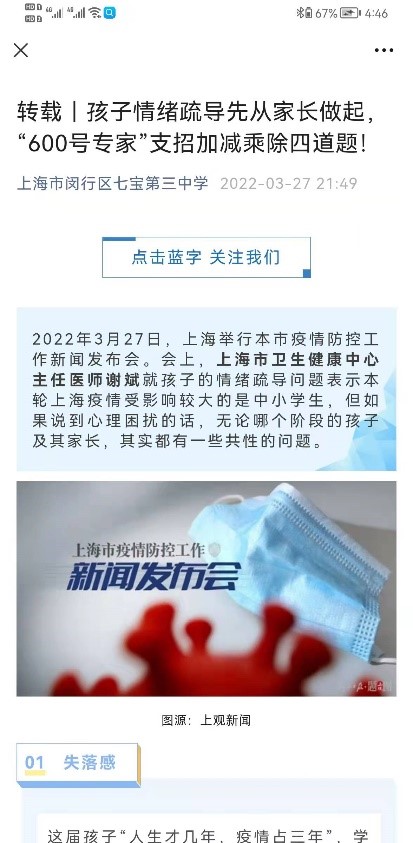 67% 4:46
转载丨孩子情绪疏导先从家长做起,
“600号专家”支招加减乘除四道题!
上海市闵行区七宝第三中学 2022-03-27 21:49
点击蓝字 关注我们
2022年3月27日，上海举行本市疫情防控工
作新闻发布会。会上，上海市卫生健康中心
主任医师谢斌就孩子的情绪疏导问题表示本
轮上海疫情受影响较大的是中小学生，但如
果说到心理困扰的话，无论哪个阶段的孩子
及其家长，其实都有一些共性的问题。
上海市疫情防控工作
新闻发布会
图源：上观新闻
01 失落感
这届孩子“人生才几年，疫情占三年”，学